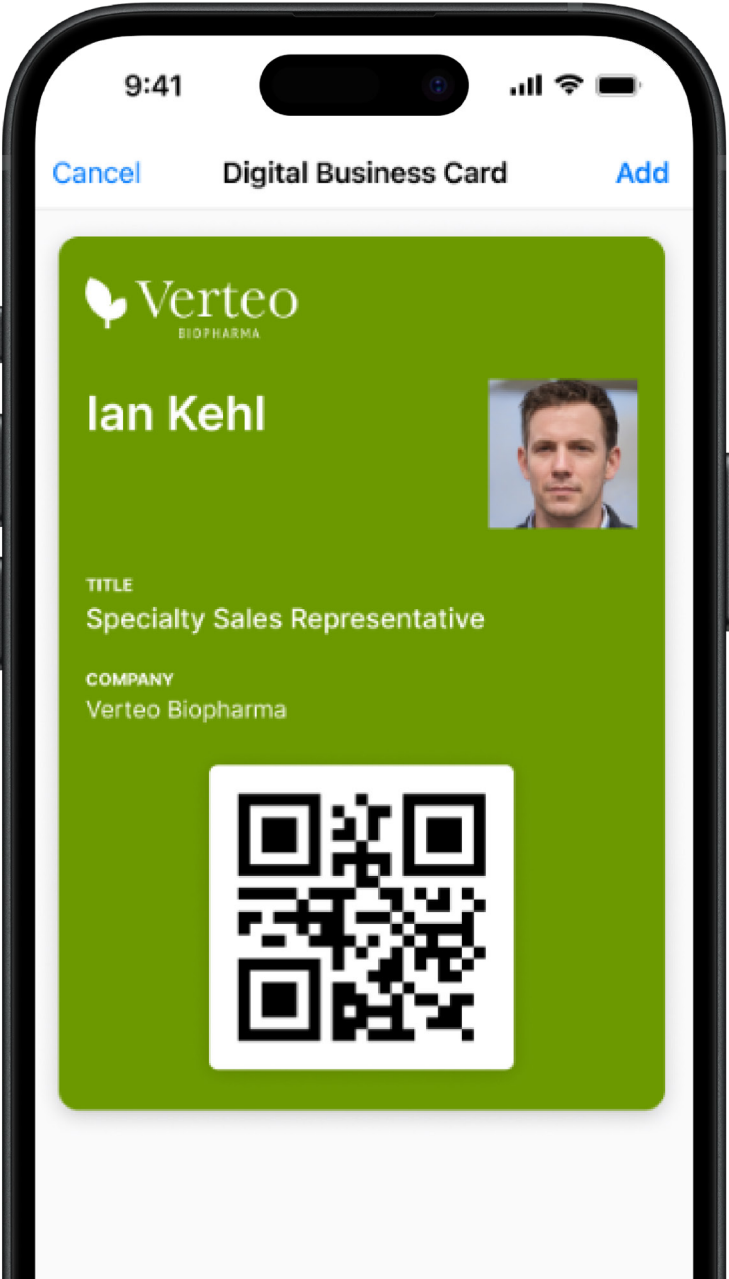 9:41
Cancel Digital Business Card Add
Verteo
BIOPHARMA
Ian Kehl
TITLE
Specialty Sales Representative
COMPANY
Verteo Biopharma